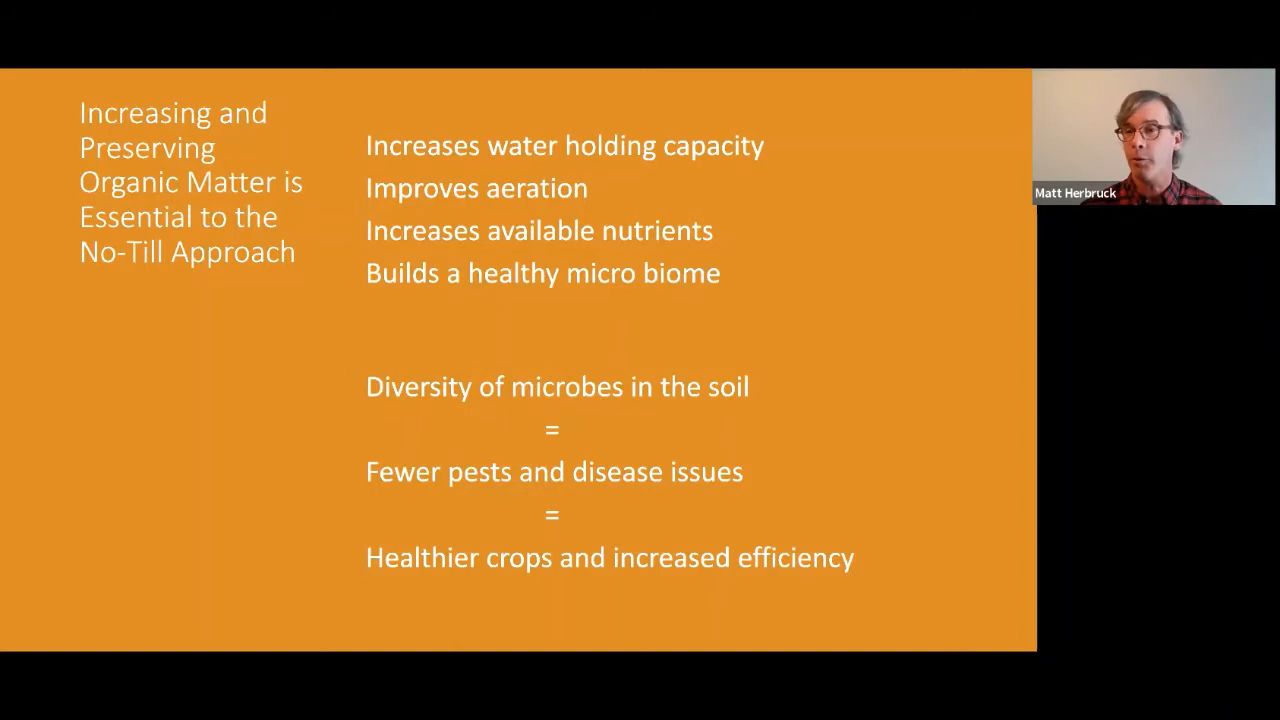 Increasing and
Preserving
Organic Matter is
Essential to the
No-Till Approach
Increases water holding capacity
Improves aeration
Increases available nutrients
Builds a healthy micro biome
Diversity of microbes in the soil
=
Fewer pests and disease issues
=
Healthier crops and increased efficiency
Matt Herbruck